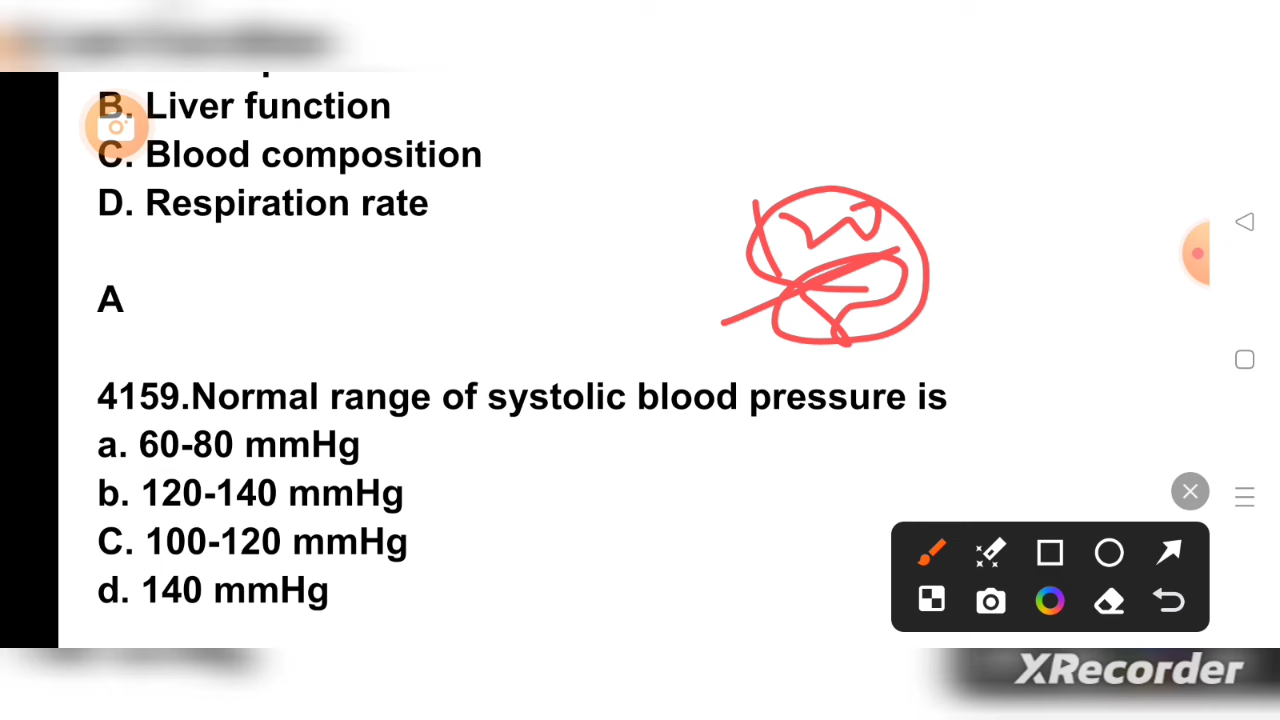 B. Liver function
C. Blood composition
D. Respiration rate
A
4159.Normal range of systolic blood pressure is
a. 60-80 mmHg
b. 120-140 mmHg
C. 100-120 mmHg
d. 140 mmHg
XRecorder